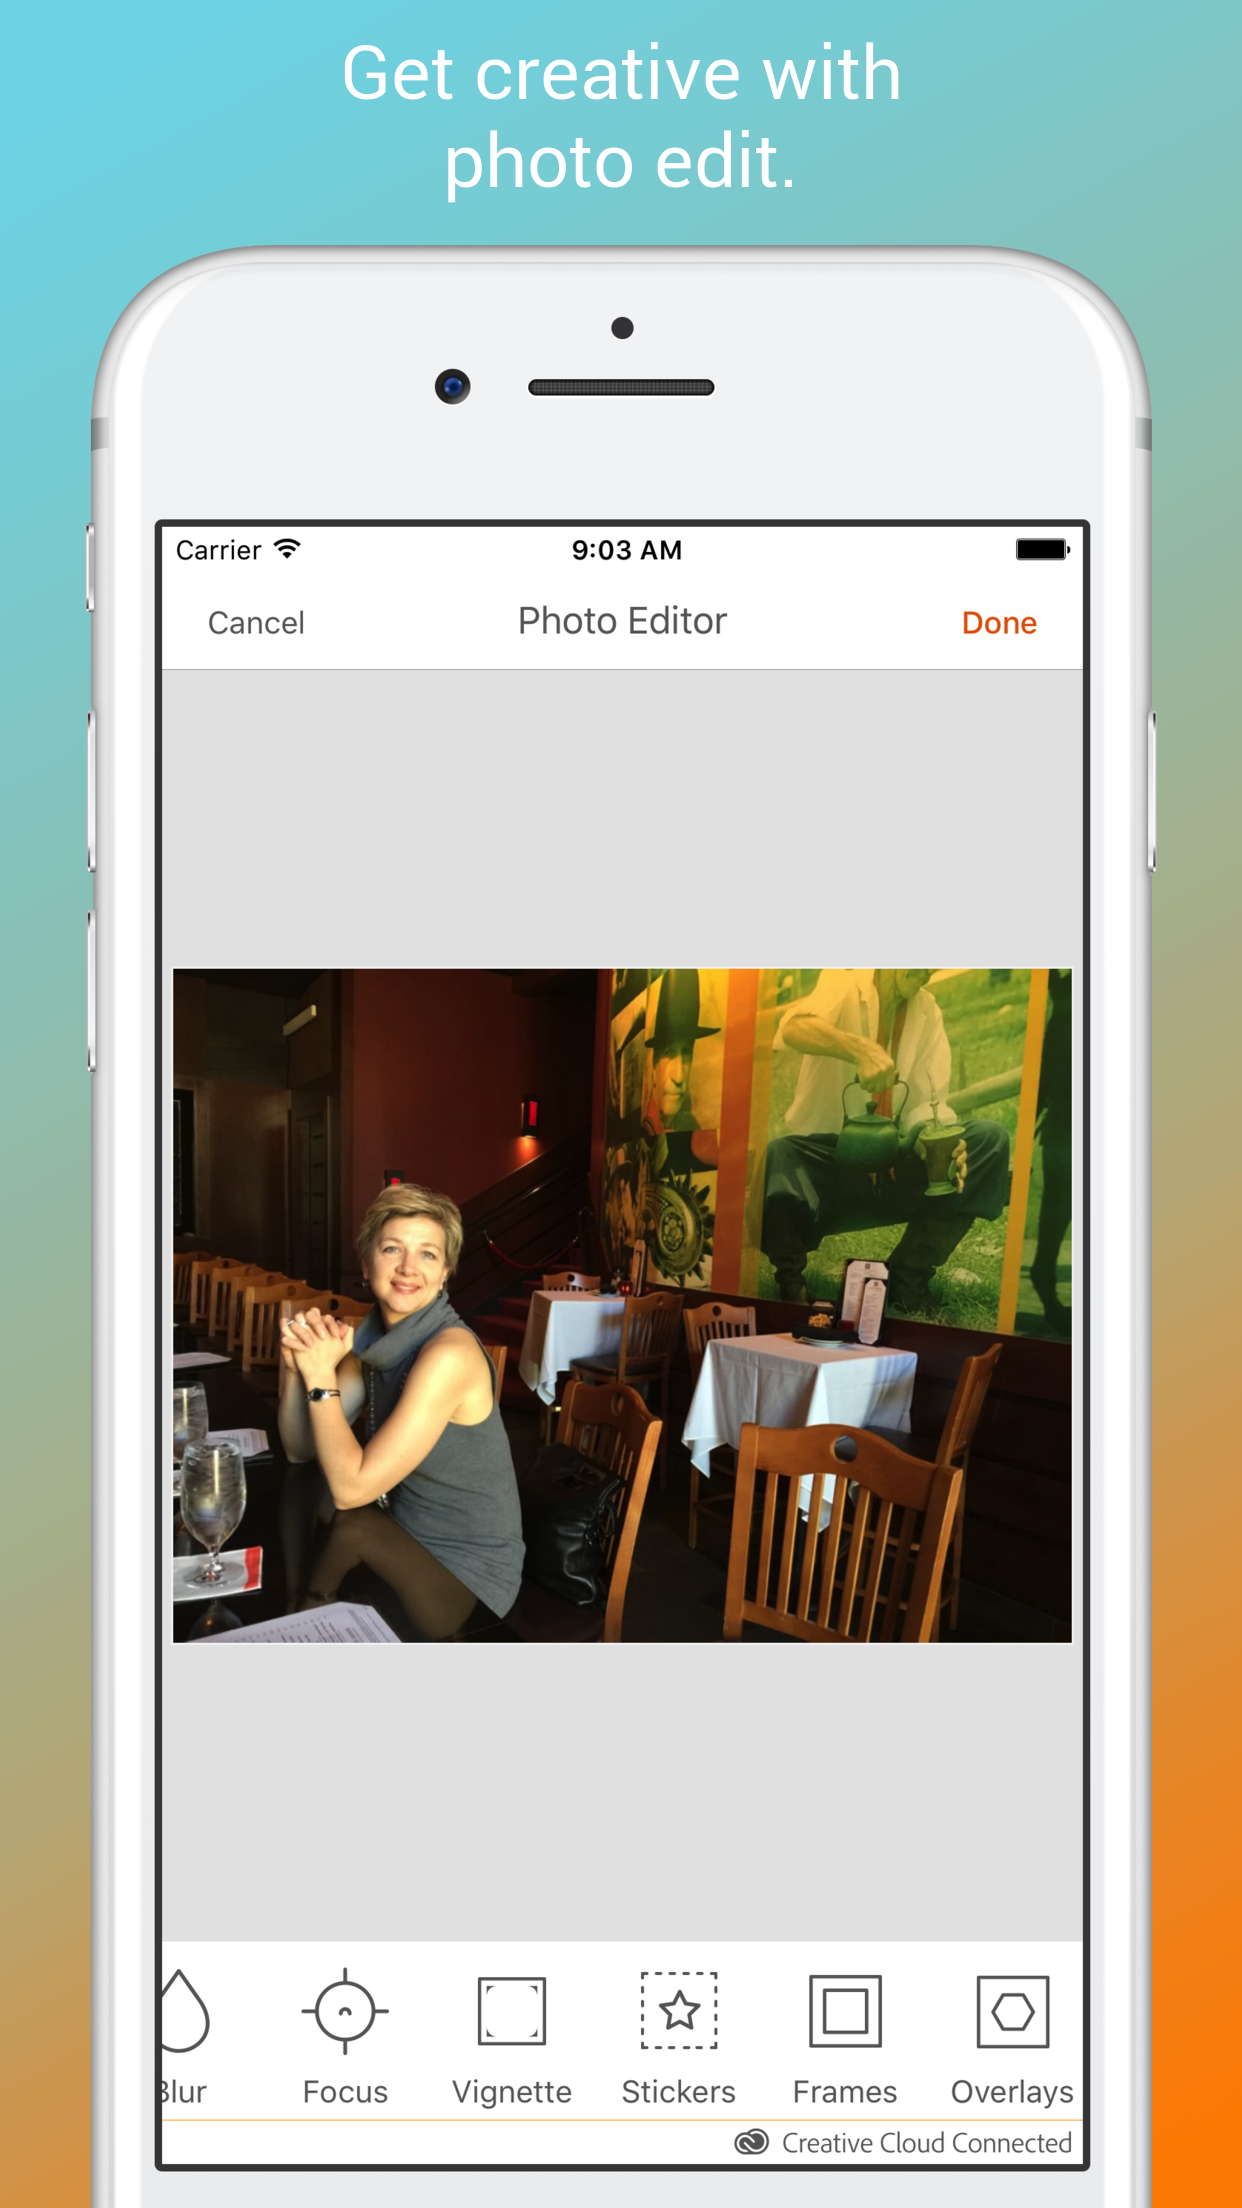 Get creative with
photo edit.
Carrier 9:03 AM
Cancel Photo Editor Done
Blur Focus Vignette Stickers Frames Overlays
Creative Cloud Connected